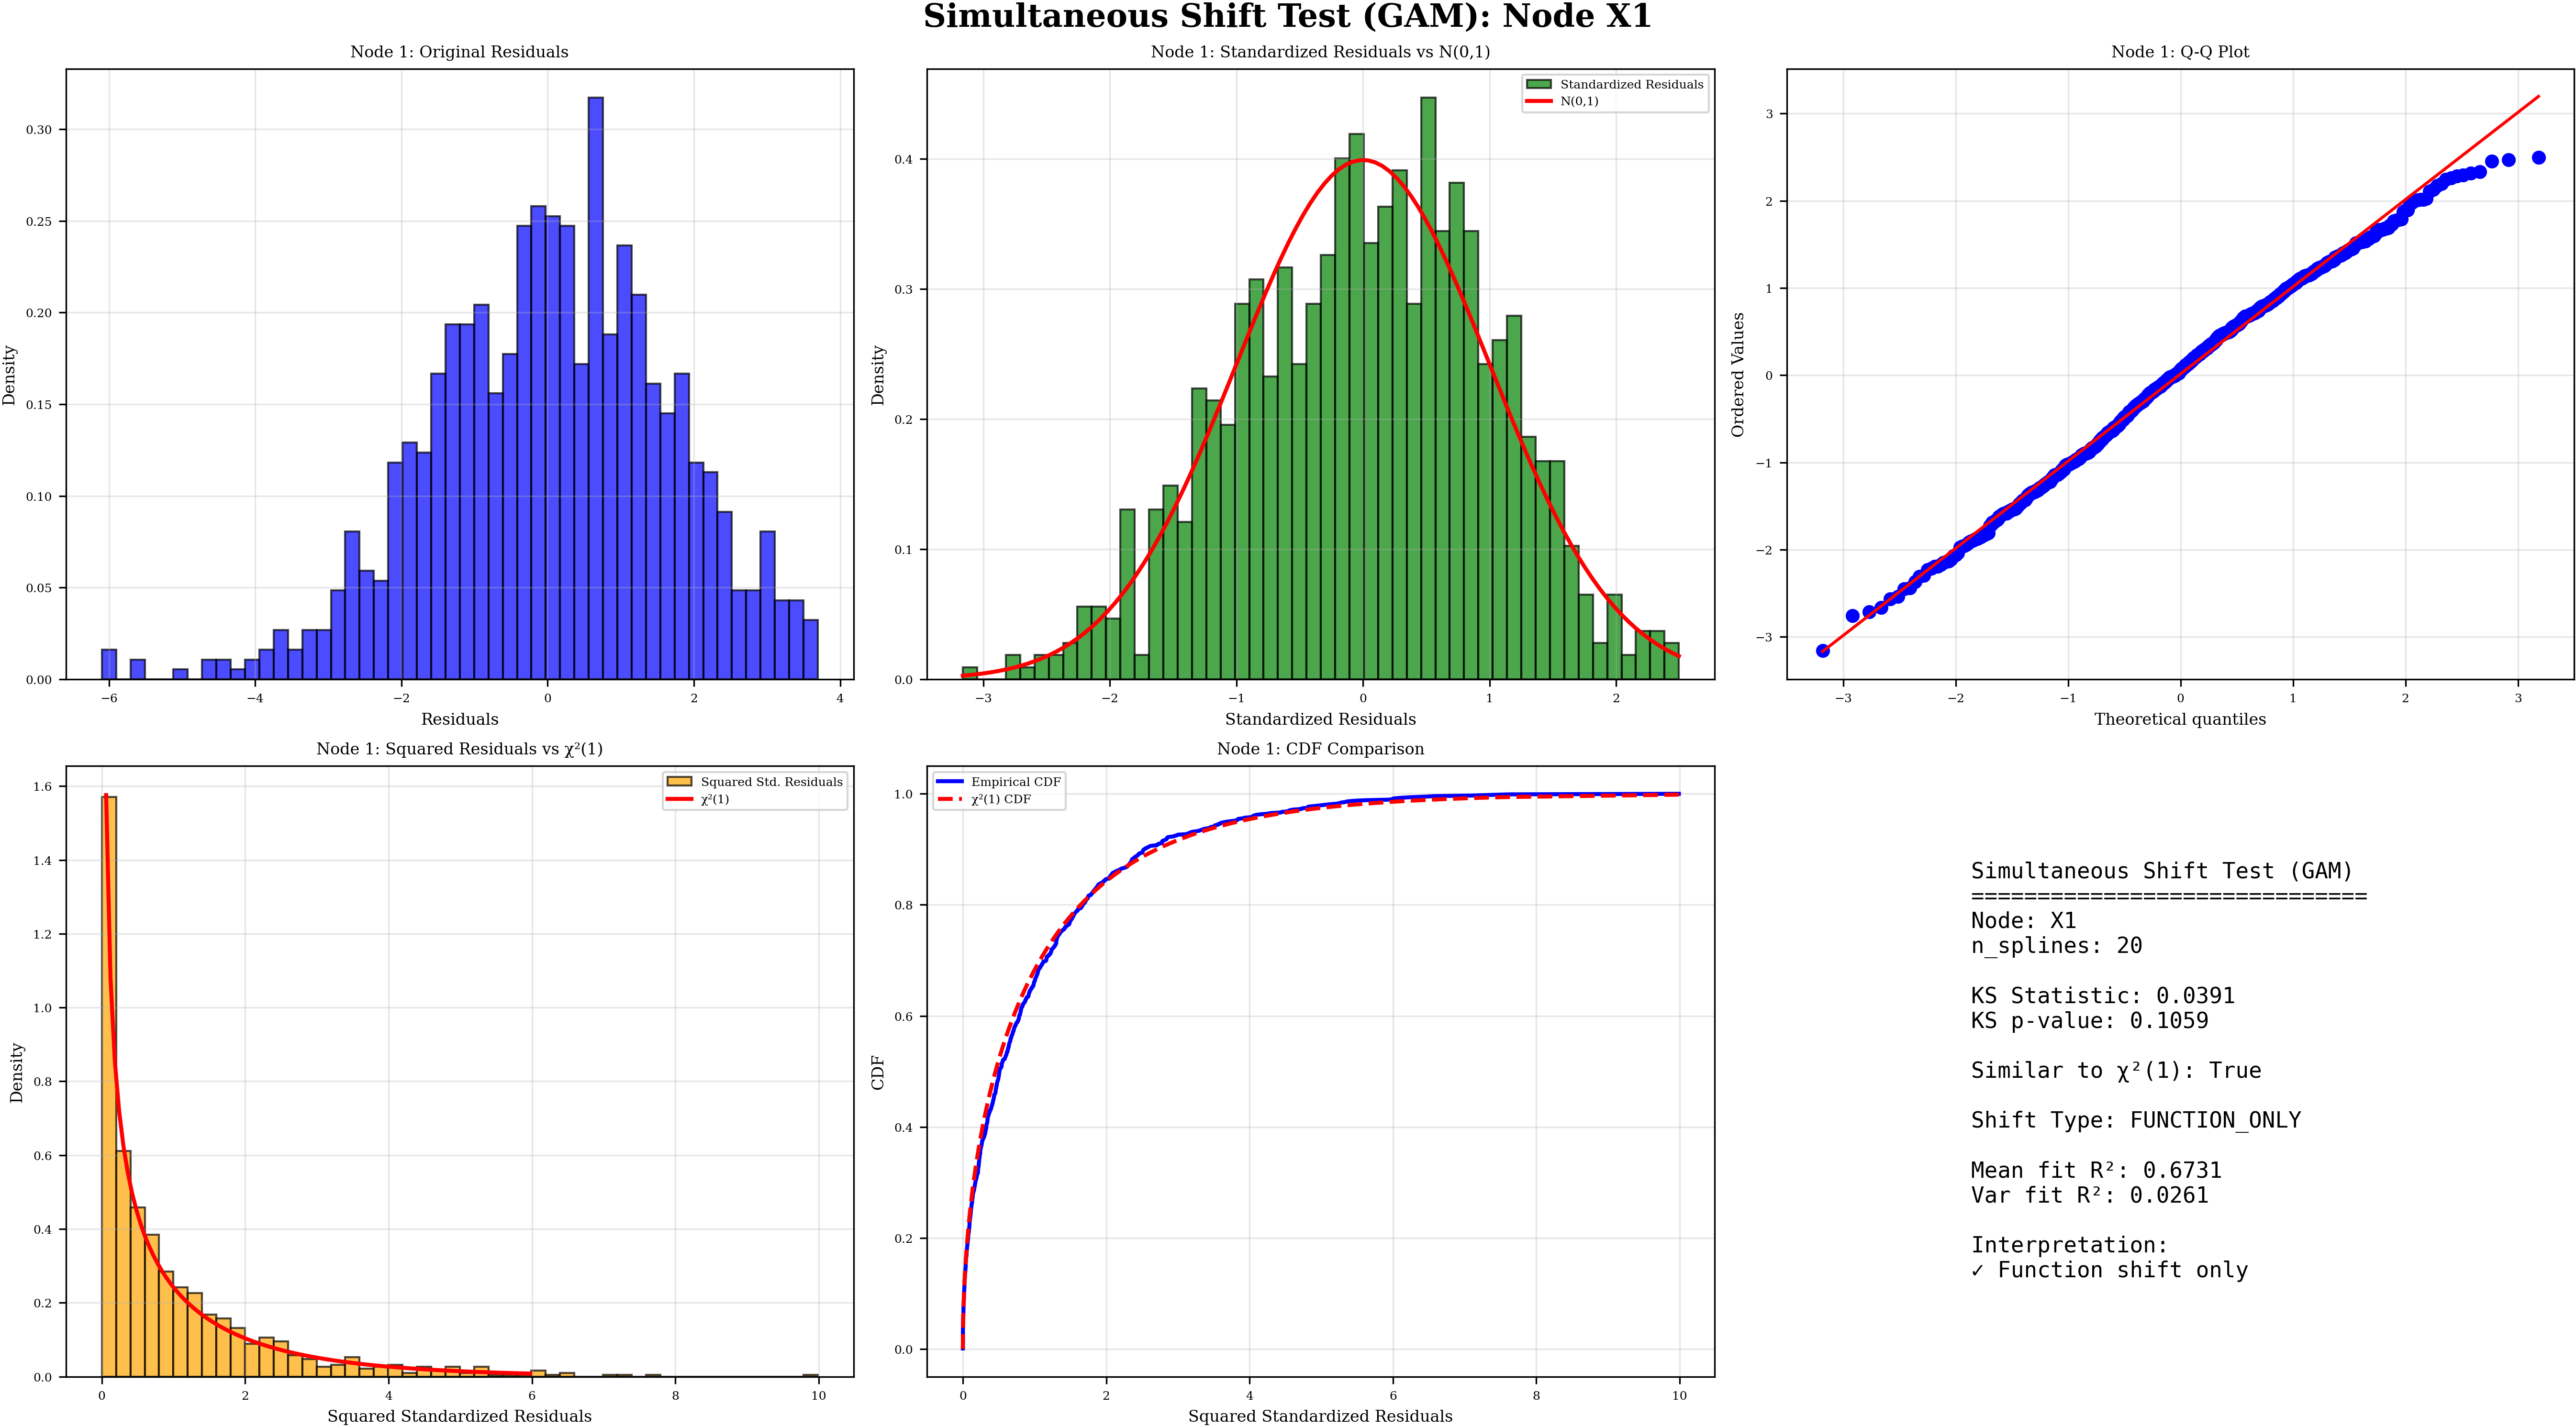 Simultaneous Shift Test (GAM): Node X1
Node 1: Original Residuals
Density
0.30
0.25
0.20
0.15
0.10
0.05
0.00
−6
−4
−2
0
2
4
Residuals
Node 1: Standardized Residuals vs N(0,1)
Standardized Residuals
N(0,1)
Density
0.4
0.3
0.2
0.1
0.0
−3
−2
−1
0
1
2
Standardized Residuals
Node 1: Q-Q Plot
Ordered Values
3
2
1
0
−1
−2
−3
−3
−2
−1
0
1
2
3
Theoretical quantiles
Node 1: Squared Residuals vs χ²(1)
Squared Std. Residuals
χ²(1)
Density
1.6
1.4
1.2
1.0
0.8
0.6
0.4
0.2
0.0
0
2
4
6
8
10
Squared Standardized Residuals
Node 1: CDF Comparison
Empirical CDF
χ²(1) CDF
CDF
1.0
0.8
0.6
0.4
0.2
0.0
0
2
4
6
8
10
Squared Standardized Residuals
Simultaneous Shift Test (GAM)
==============================
Node: X1
n_splines: 20
KS Statistic: 0.0391
KS p-value: 0.1059
Similar to χ²(1): True
Shift Type: FUNCTION_ONLY
Mean fit R²: 0.6731
Var fit R²: 0.0261
Interpretation:
✓ Function shift only